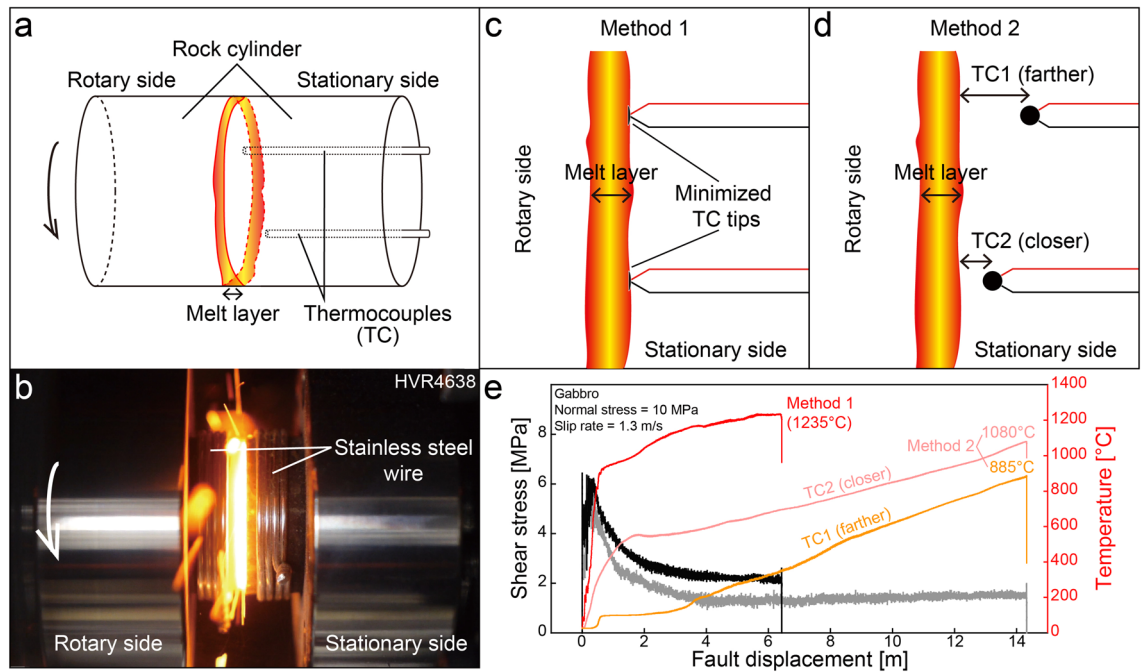 a
Rock cylinder
Rotary side
Stationary side
Melt layer
Thermocouples
(TC)
b
HVR4638
Stainless steel
wire
Rotary side
Stationary side
c
Method 1
Rotary side
Melt layer
Minimized
TC tips
Stationary side
d
Method 2
TC1 (farther)
Rotary side
Melt layer
TC2 (closer)
Stationary side
e
Gabbro
Normal stress = 10 MPa
Slip rate = 1.3 m/s
Method 1
(1235°C)
Method 2
1080°C
885°C
TC2 (closer)
TC1 (farther)
Shear stress [MPa]
8
6
4
2
0
Temperature [°C]
1400
1200
1000
800
600
400
200
0
0 2 4 6 8 10 12 14
Fault displacement [m]